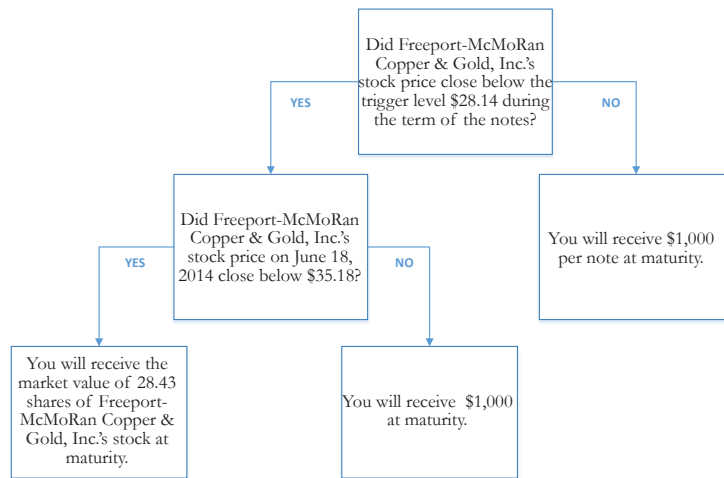 Did Freeport-McMoRan
Copper & Gold, Inc.'s
stock price close below the
trigger level $28.14 during
the term of the notes?
YES
NO
Did Freeport-McMoRan
Copper & Gold, Inc.'s
stock price on June 18,
2014 close below $35.18?
You will receive $1,000
per note at maturity.
YES
NO
You will receive the
market value of 28.43
shares of Freeport-
McMoRan Copper &
Gold, Inc.'s stock at
maturity.
You will receive $1,000
at maturity.